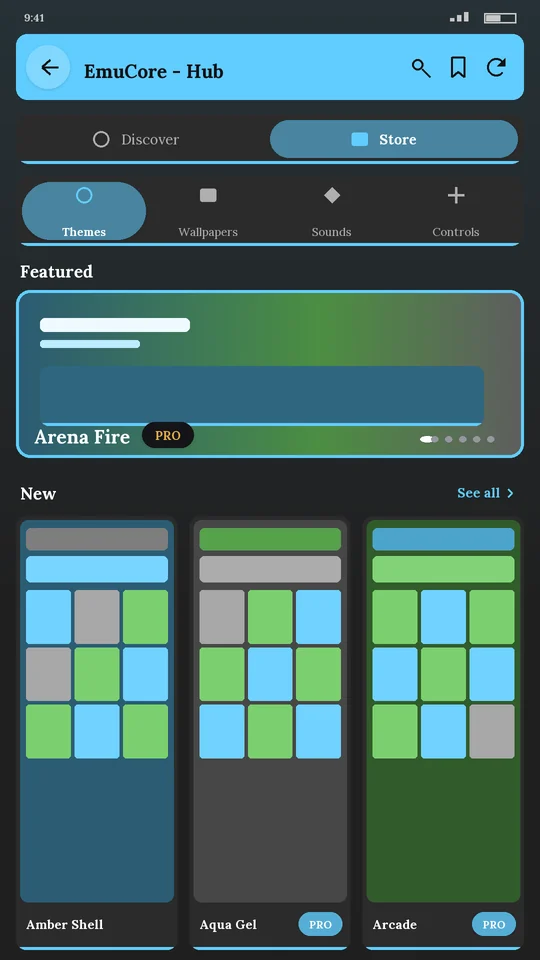 9:41
EmuCore - Hub
Discover
Store
Themes
Wallpapers
Sounds
Controls
Featured
Arena Fire
PRO
New
See all
Amber Shell
Aqua Gel
PRO
Arcade
PRO